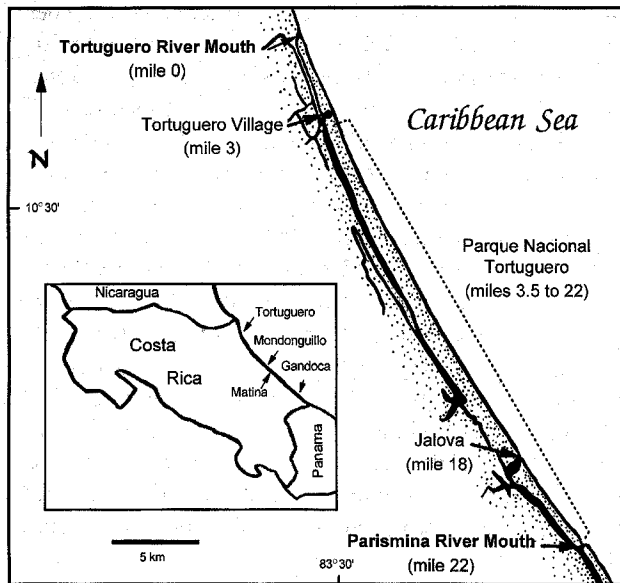 Tortuguero River Mouth
(mile 0)
Caribbean Sea
Tortuguero Village
(mile 3)
N
10°30'
Parque Nacional
Tortuguero
(miles 3.5 to 22)
Nicaragua
Tortuguero
Costa
Rica
Mondonguillo
Gandoca
Matina
Panama
Jalova
(mile 18)
Parismina River Mouth
(mile 22)
5 km
83°30'